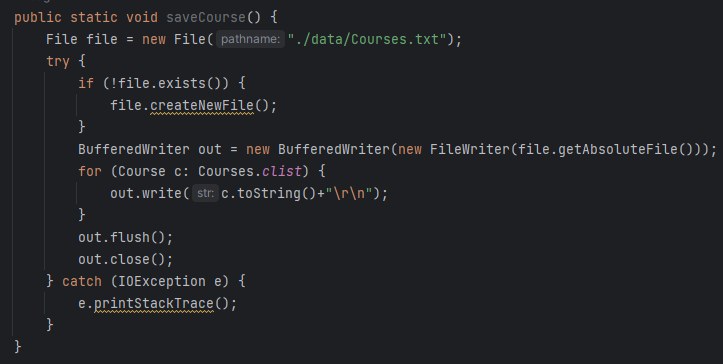 public static void saveCourse() {
    File file = new File( pathname: "./data/Courses.txt");
    try {
        if (!file.exists()) {
            file.createNewFile();
        }
        BufferedWriter out = new BufferedWriter(new FileWriter(file.getAbsoluteFile()));
        for (Course c: Courses.clist) {
            out.write( str: c.toString()+"\r\n");
        }
        out.flush();
        out.close();
    } catch (IOException e) {
        e.printStackTrace();
    }
}